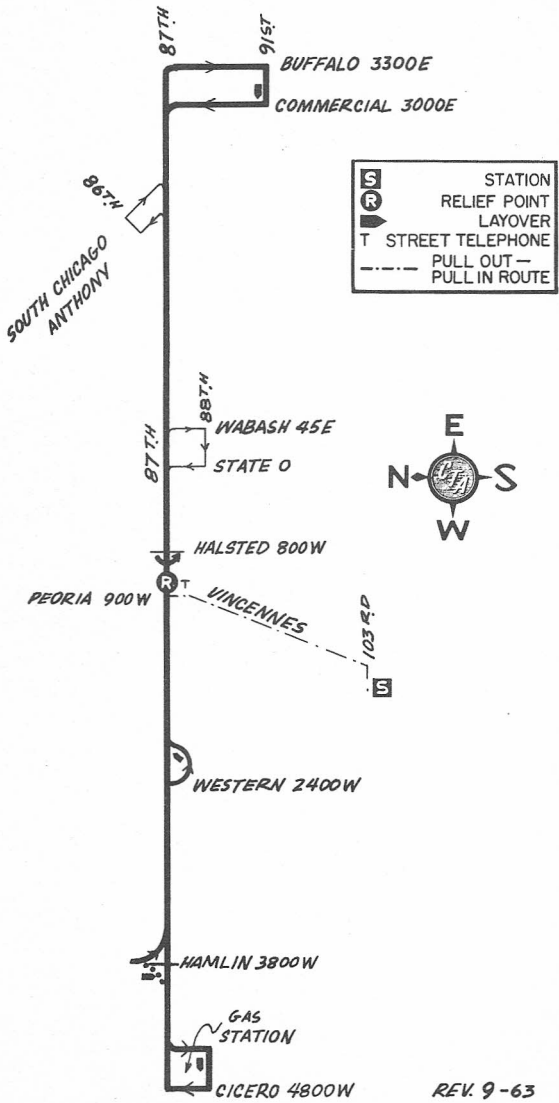 87TH
91ST
BUFFALO 3300E
COMMERCIAL 3000E
86TH
SOUTH CHICAGO
ANTHONY
S STATION
R RELIEF POINT
LAYOVER
T STREET TELEPHONE
PULL OUT —
PULL IN ROUTE
88TH
WABASH 45E
87TH
STATE 0
E
N S
CTA
W
HALSTED 800W
R T
PEORIA 900W
VINCENNES
103RD
S
WESTERN 2400W
HAMLIN 3800W
GAS
STATION
CICERO 4800W
REV. 9-63